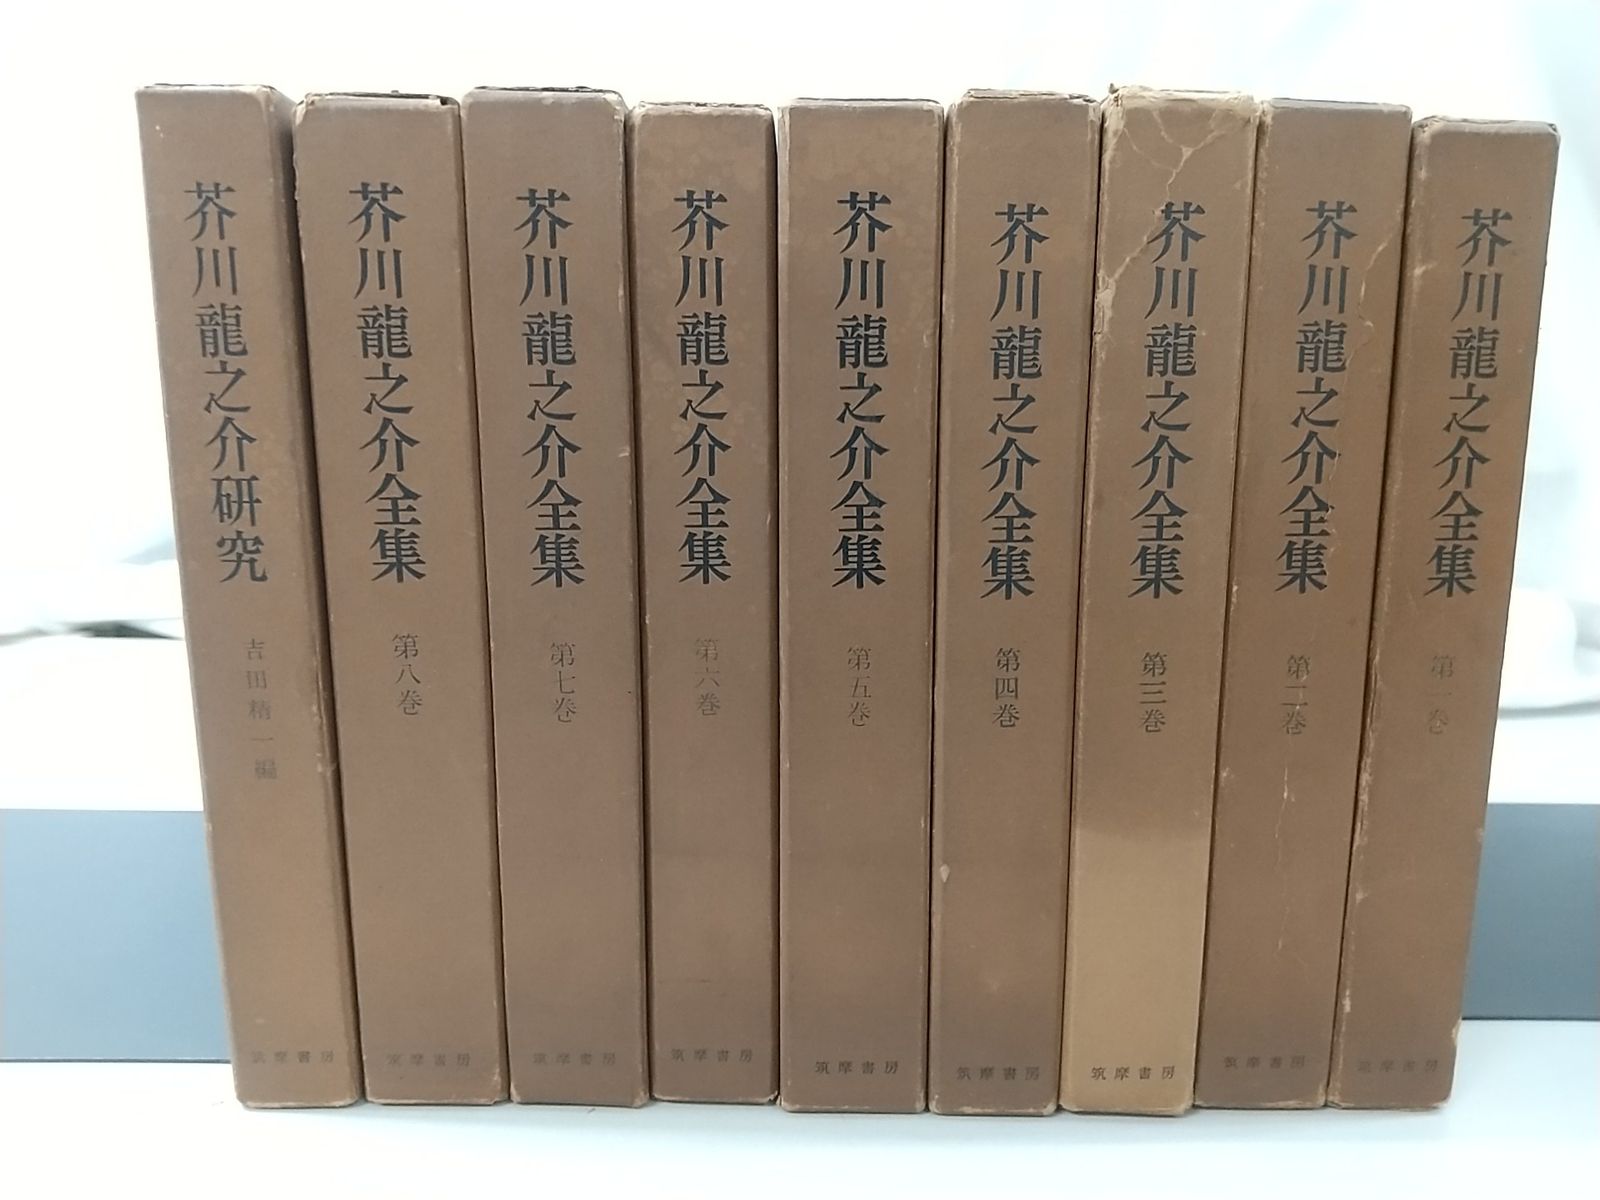 芥川龍之介研究
吉田精一編
筑摩書房
芥川龍之介全集
第八巻
筑摩書房
芥川龍之介全集
第七巻
筑摩書房
芥川龍之介全集
第六巻
筑摩書房
芥川龍之介全集
第五巻
筑摩書房
芥川龍之介全集
第四巻
筑摩書房
芥川龍之介全集
第三巻
筑摩書房
芥川龍之介全集
第二巻
筑摩書房
芥川龍之介全集
第一巻
筑摩書房